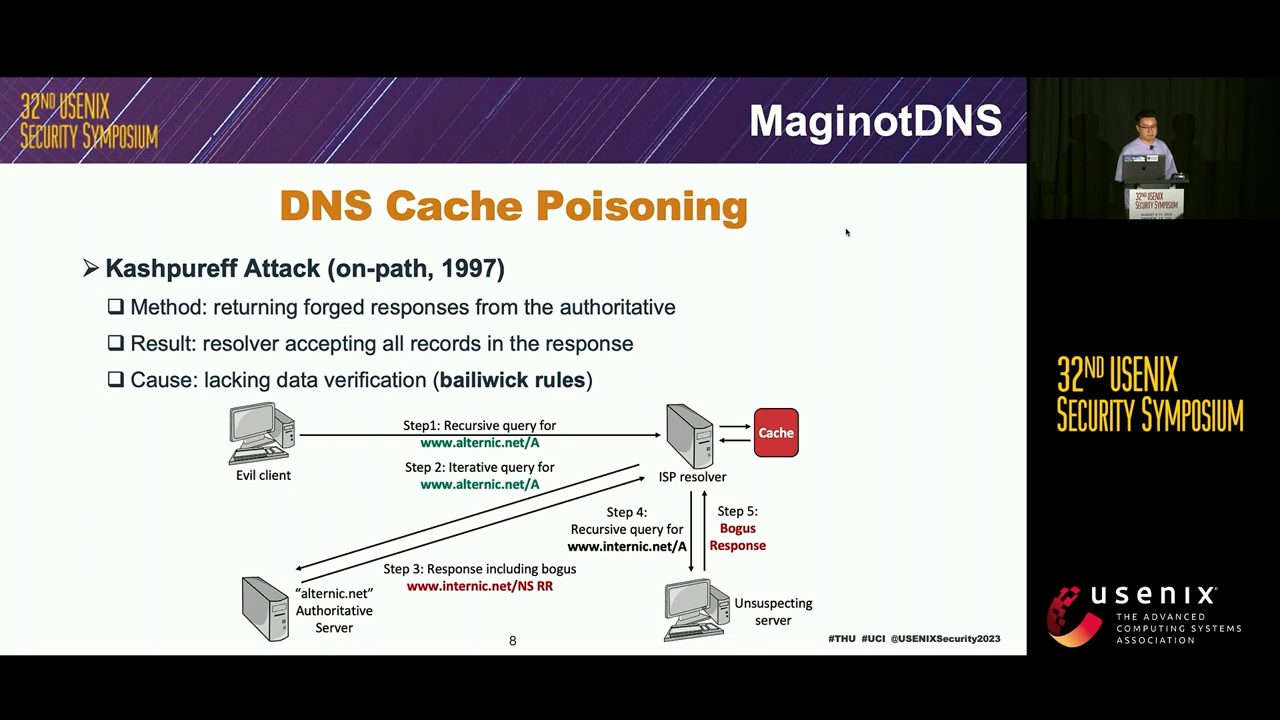 32ND USENIX
SECURITY SYMPOSIUM
MaginotDNS
DNS Cache Poisoning
➢ Kashpureff Attack (on-path, 1997)
❑ Method: returning forged responses from the authoritative
❑ Result: resolver accepting all records in the response
❑ Cause: lacking data verification (bailiwick rules)
Evil client
Step1: Recursive query for
www.alternic.net/A
Step 2: Iterative query for
www.alternic.net/A
ISP resolver
Cache
Step 4:
Recursive query for
www.internic.net/A
Step 5:
Bogus
Response
Step 3: Response including bogus
www.internic.net/NS RR
"alternic.net"
Authoritative
Server
Unsuspecting
server
8
#THU #UCI @USENIXSecurity2023
32ND USENIX
SECURITY SYMPOSIUM
32ND USENIX
SECURITY SYMPOSIUM
usenix
THE ADVANCED
COMPUTING SYSTEMS
ASSOCIATION